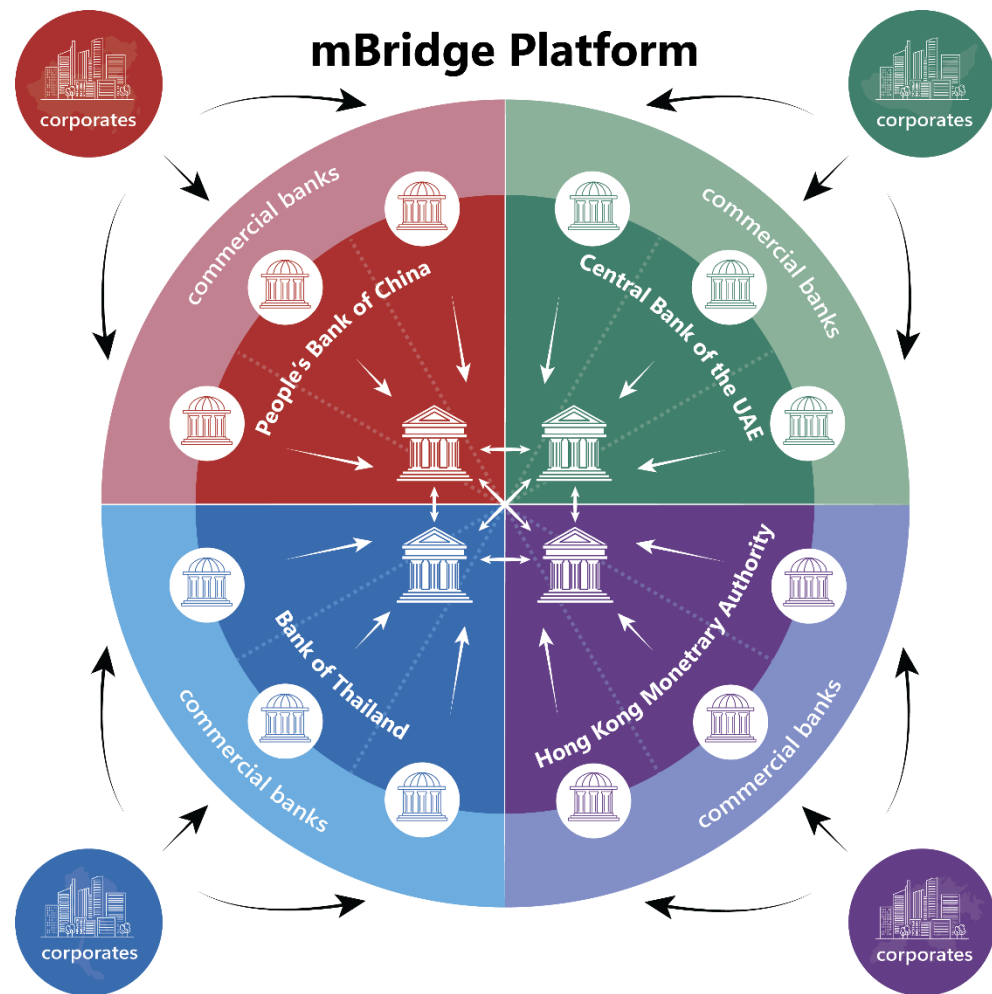 mBridge Platform
corporates
corporates
commercial banks
commercial banks
People's Bank of China
Central Bank of the UAE
Bank of Thailand
Hong Kong Monetrary Authority
commercial banks
commercial banks
corporates
corporates